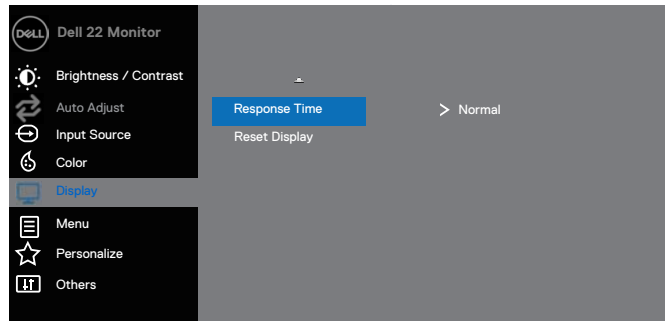 DELL
Dell 22 Monitor
Brightness / Contrast
Auto Adjust
Input Source
Color
Display
Menu
Personalize
Others
Response Time
> Normal
Reset Display